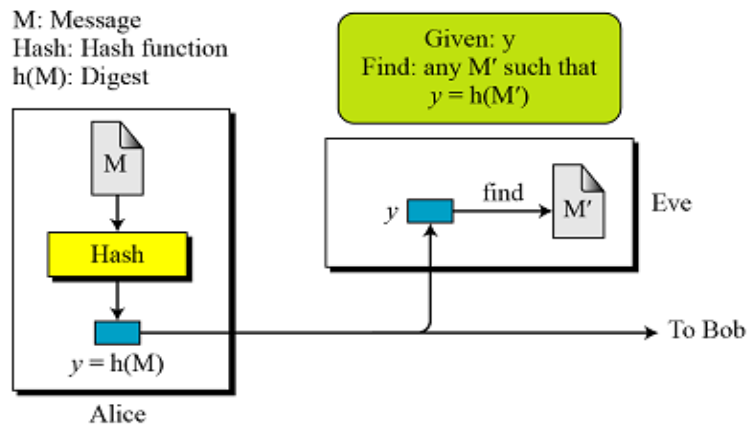 M: Message
Hash: Hash function
h(M): Digest
Given: y
Find: any M′ such that
y = h(M′)
M
Hash
y = h(M)
Alice
y
find
M′
Eve
To Bob